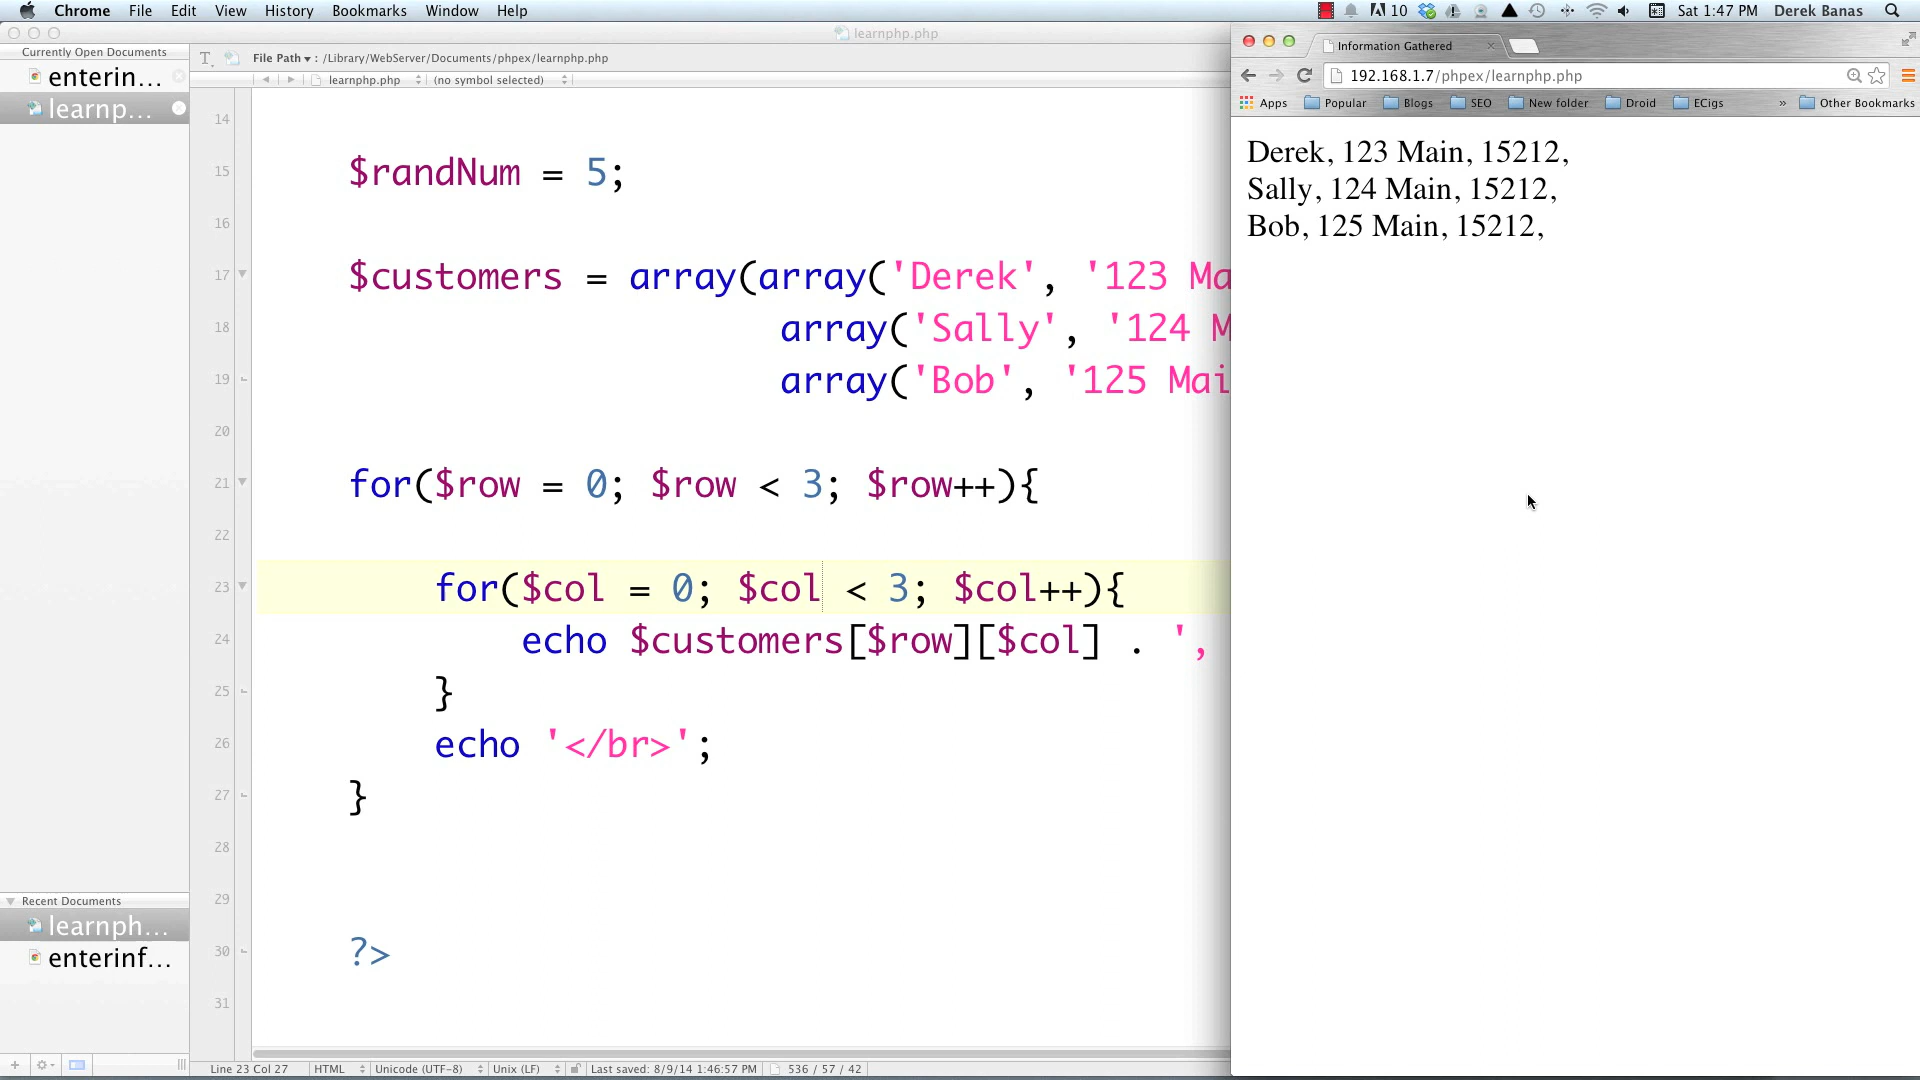 Chrome File Edit View History Bookmarks Window Help
10 Sat 1:47 PM Derek Banas
Currently Open Documents
enterin...
learnp...
learnphp.php
File Path ▾ : /Library/WebServer/Documents/phpex/learnphp.php
learnphp.php (no symbol selected)
14
15 $randNum = 5;
16
17 $customers = array(array('Derek', '123 Ma
18 array('Sally', '124 M
19 array('Bob', '125 Mai
20
21 for($row = 0; $row < 3; $row++){
22
23 for($col = 0; $col < 3; $col++){
24 echo $customers[$row][$col] . ',
25 }
26 echo '</br>';
27 }
28
29
30 ?>
31
Recent Documents
learnph...
enterinf...
Line 23 Col 27 HTML Unicode (UTF-8) Unix (LF) Last saved: 8/9/14 1:46:57 PM 536 / 57 / 42
Information Gathered
192.168.1.7/phpex/learnphp.php
Apps Popular Blogs SEO New folder Droid ECigs » Other Bookmarks
Derek, 123 Main, 15212,
Sally, 124 Main, 15212,
Bob, 125 Main, 15212,